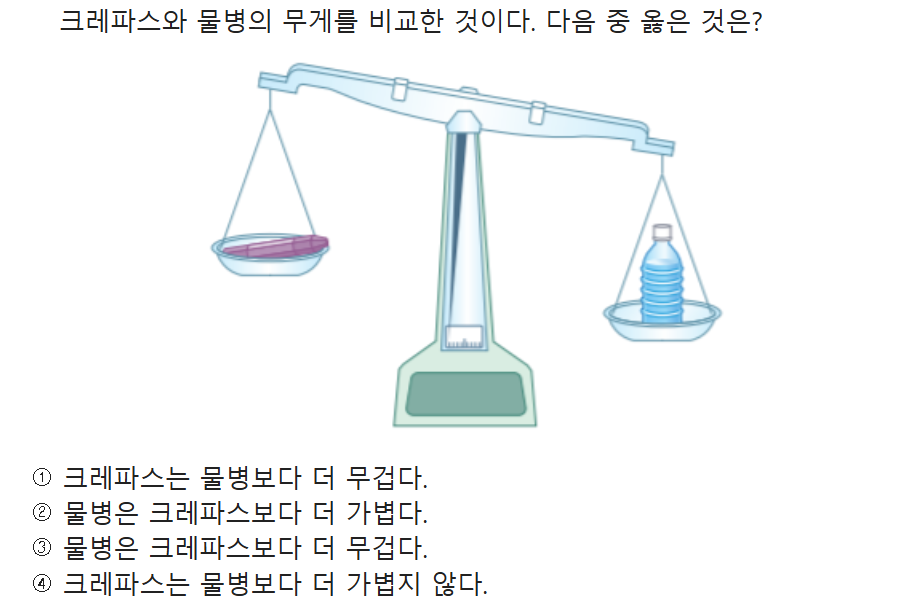 크레파스와 물병의 무게를 비교한 것이다. 다음 중 옳은 것은?
① 크레파스는 물병보다 더 무겁다.
② 물병은 크레파스보다 더 가볍다.
③ 물병은 크레파스보다 더 무겁다.
④ 크레파스는 물병보다 더 가볍지 않다.